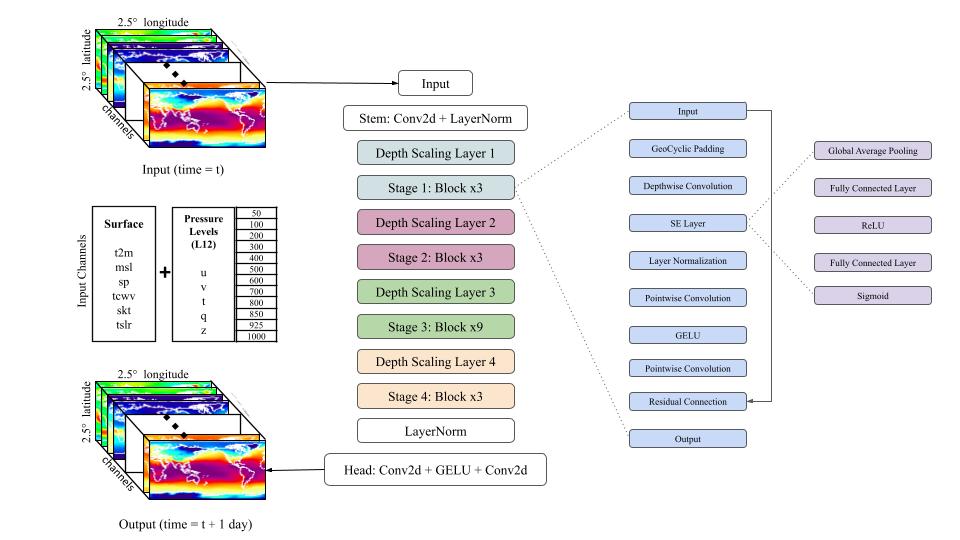 2.5° longitude
2.5° latitude
channels
Input (time = t)
Input Channels
Surface
t2m
msl
sp
tcwv
skt
tslr
+
Pressure
Levels
(L12)
u
v
t
q
z
50
100
200
300
400
500
600
700
800
850
925
1000
2.5° longitude
2.5° latitude
channels
Output (time = t + 1 day)
Input
Stem: Conv2d + LayerNorm
Depth Scaling Layer 1
Stage 1: Block x3
Depth Scaling Layer 2
Stage 2: Block x3
Depth Scaling Layer 3
Stage 3: Block x9
Depth Scaling Layer 4
Stage 4: Block x3
LayerNorm
Head: Conv2d + GELU + Conv2d
Input
GeoCyclic Padding
Depthwise Convolution
SE Layer
Layer Normalization
Pointwise Convolution
GELU
Pointwise Convolution
Residual Connection
Output
Global Average Pooling
Fully Connected Layer
ReLU
Fully Connected Layer
Sigmoid